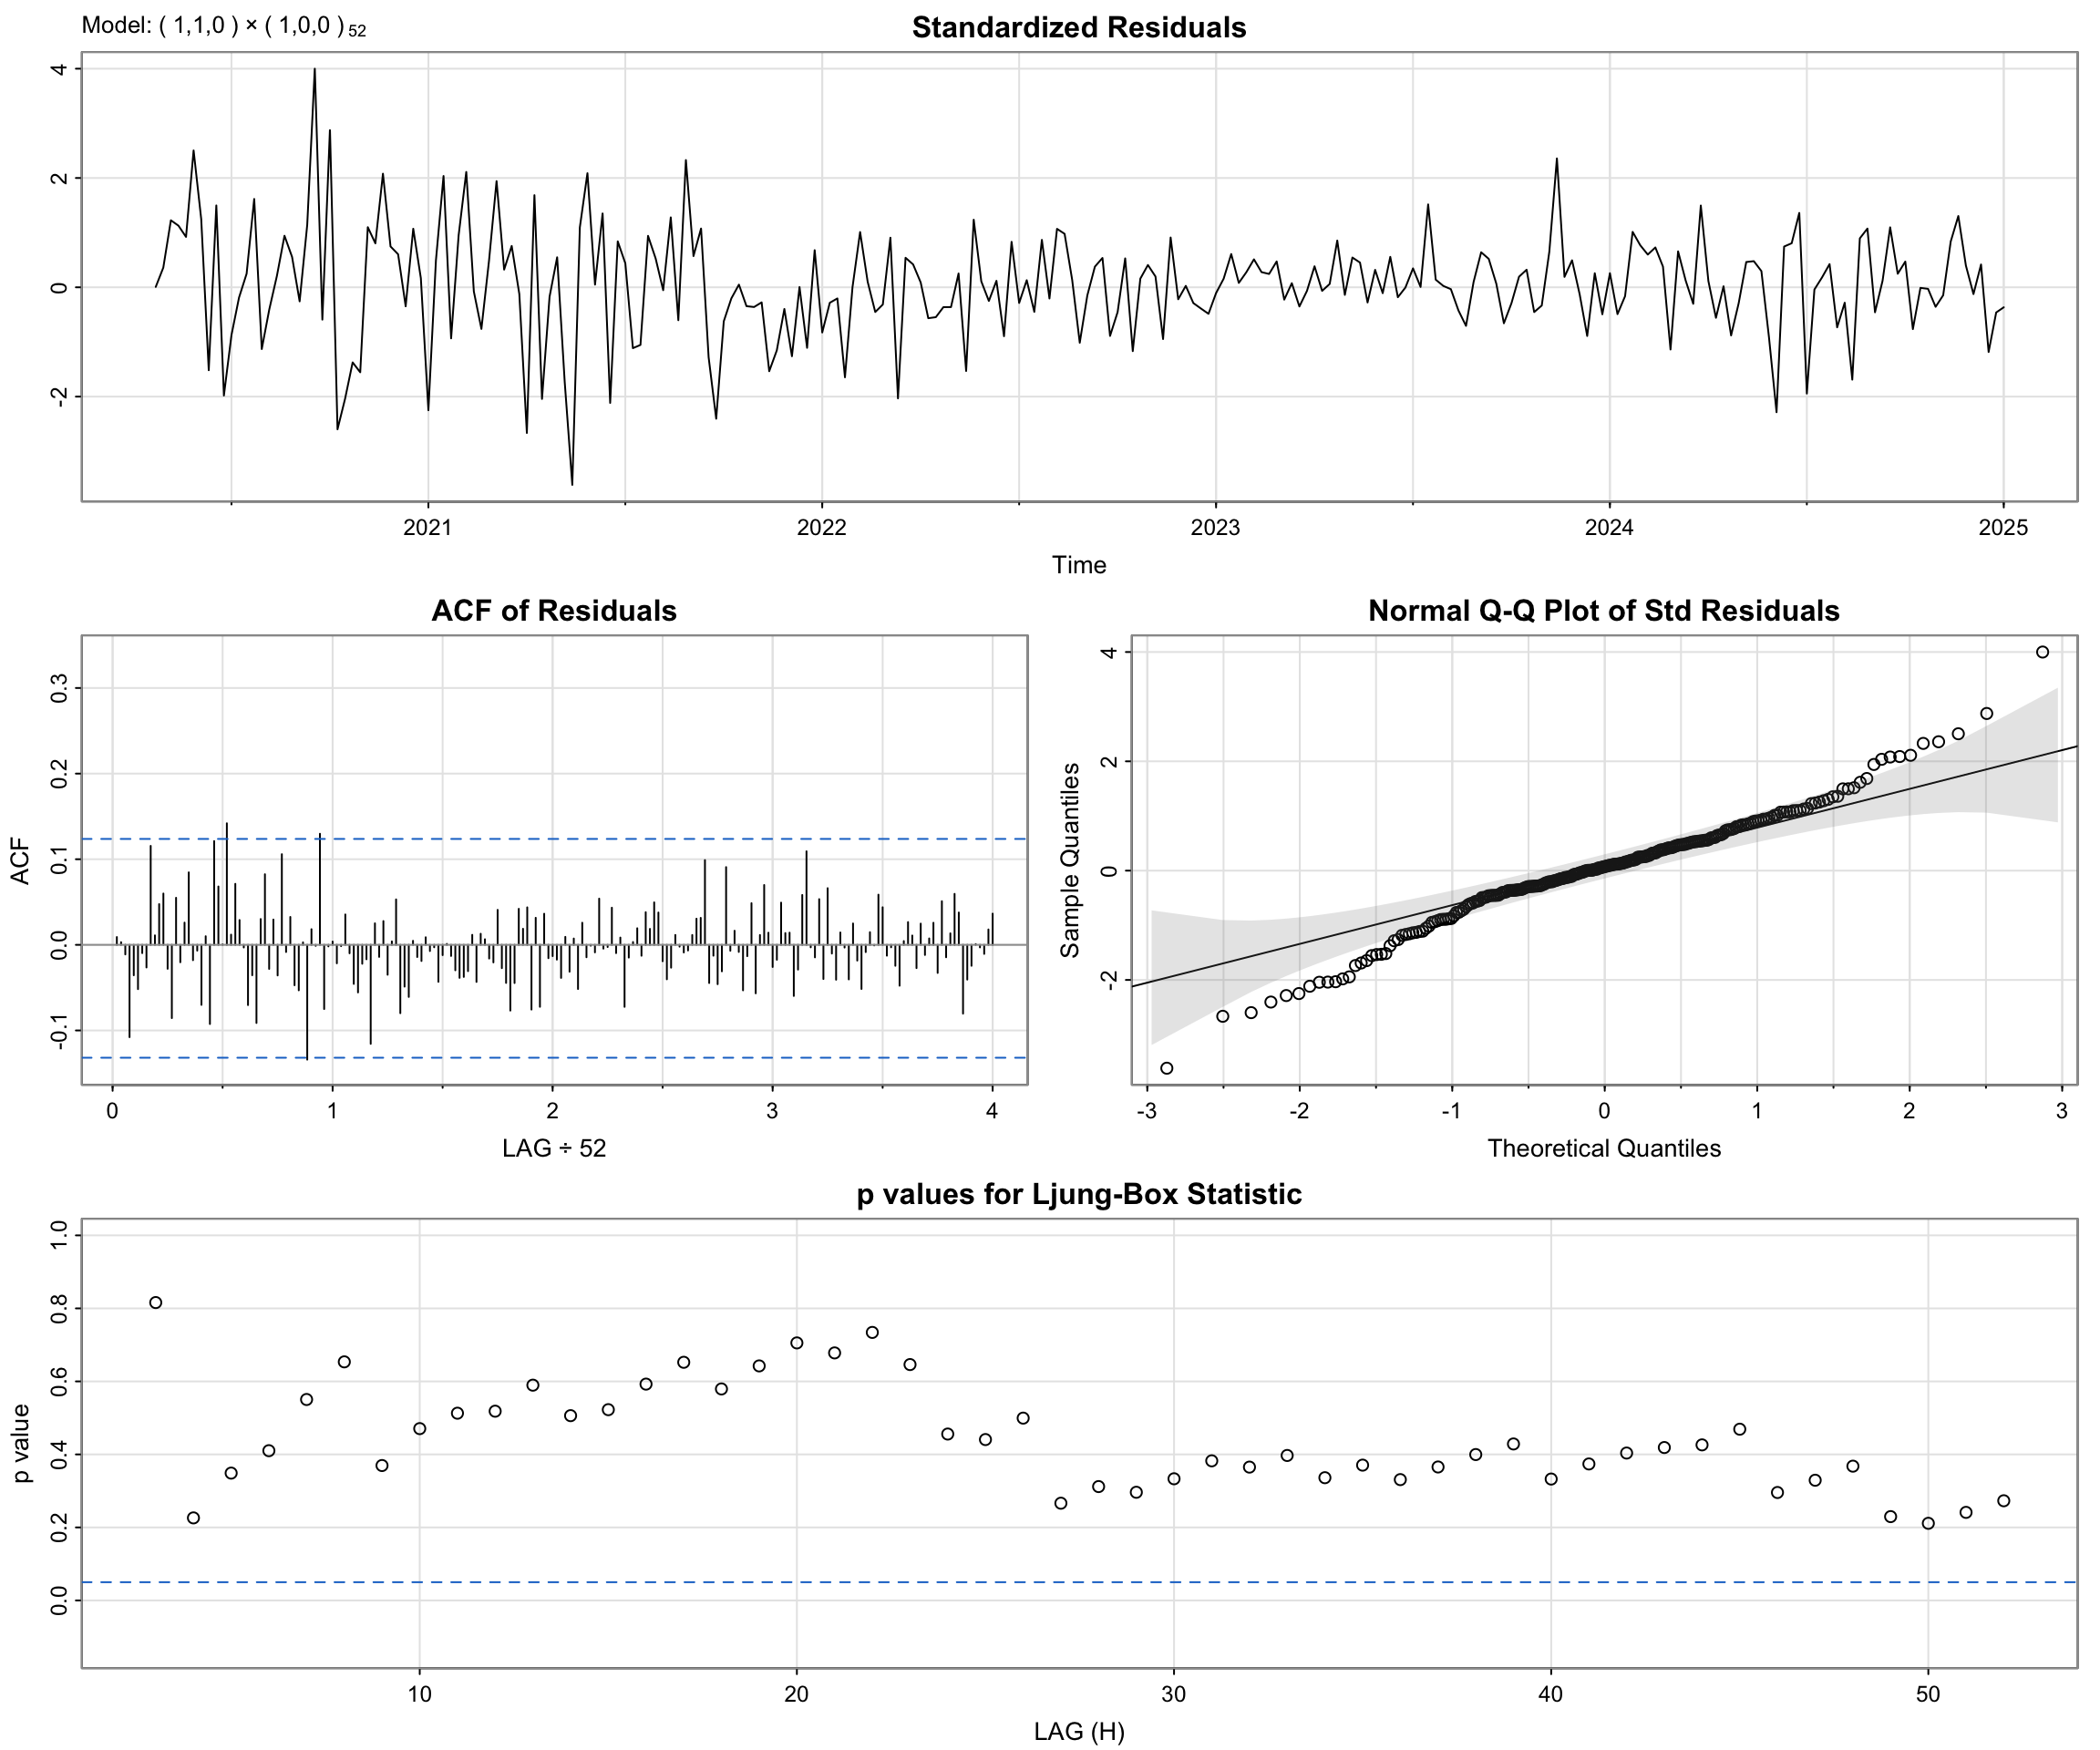 Model: ( 1,1,0 ) × ( 1,0,0 ) 52
Standardized Residuals
4
2
0
-2
2021 2022 2023 2024 2025
Time
ACF of Residuals
ACF
0.3
0.2
0.1
0.0
-0.1
0 1 2 3 4
LAG ÷ 52
Normal Q-Q Plot of Std Residuals
Sample Quantiles
4
2
0
-2
-3 -2 -1 0 1 2 3
Theoretical Quantiles
p values for Ljung-Box Statistic
p value
1.0
0.8
0.6
0.4
0.2
0.0
10 20 30 40 50
LAG (H)